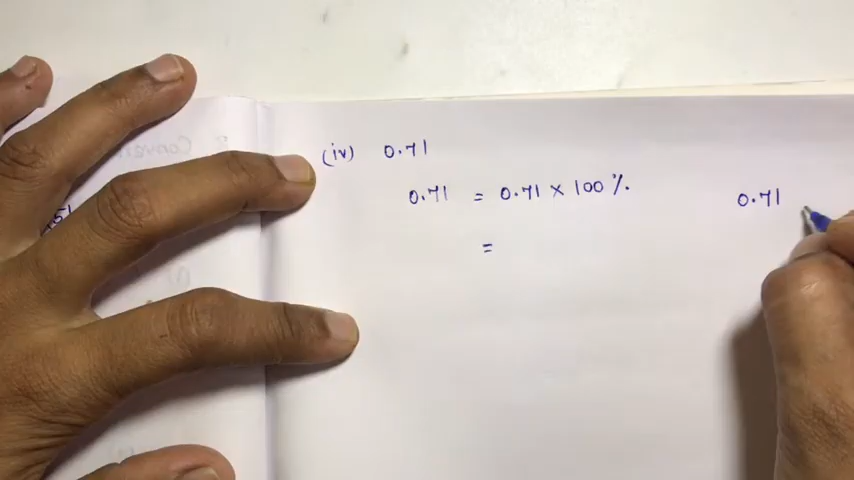 (iv) 0.71
0.71 = 0.71 × 100 %. 0.71
=